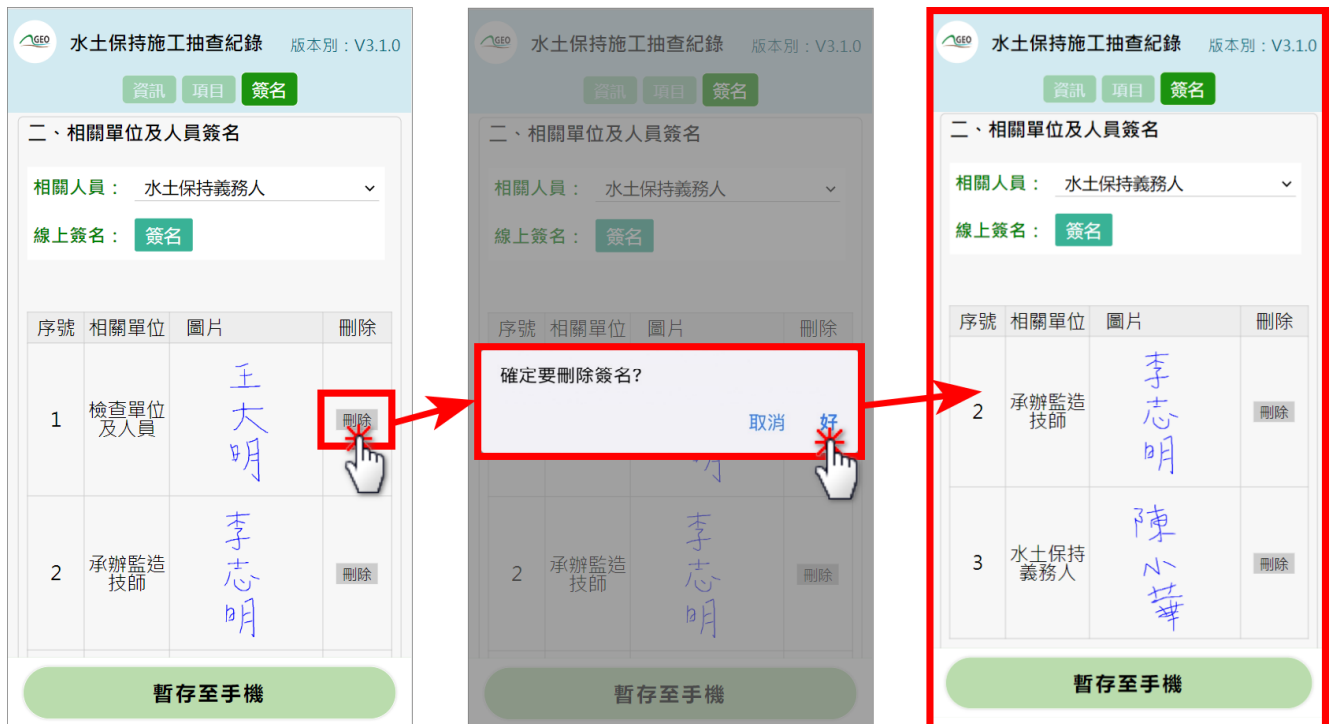 GEO 水土保持施工抽查紀錄 版本別：V3.1.0
資訊 項目 簽名
二、相關單位及人員簽名
相關人員： 水土保持義務人
線上簽名： 簽名
序號 相關單位 圖片 刪除
1 檢查單位及人員 王大明 刪除
2 承辦監造技師 李志明 刪除
暫存至手機
GEO 水土保持施工抽查紀錄 版本別：V3.1.0
資訊 項目 簽名
二、相關單位及人員簽名
相關人員： 水土保持義務人
線上簽名： 簽名
序號 相關單位 圖片 刪除
確定要刪除簽名?
取消 好
明
2 承辦監造技師 李志明 刪除
暫存至手機
GEO 水土保持施工抽查紀錄 版本別：V3.1.0
資訊 項目 簽名
二、相關單位及人員簽名
相關人員： 水土保持義務人
線上簽名： 簽名
序號 相關單位 圖片 刪除
2 承辦監造技師 李志明 刪除
3 水土保持義務人 陳小華 刪除
暫存至手機